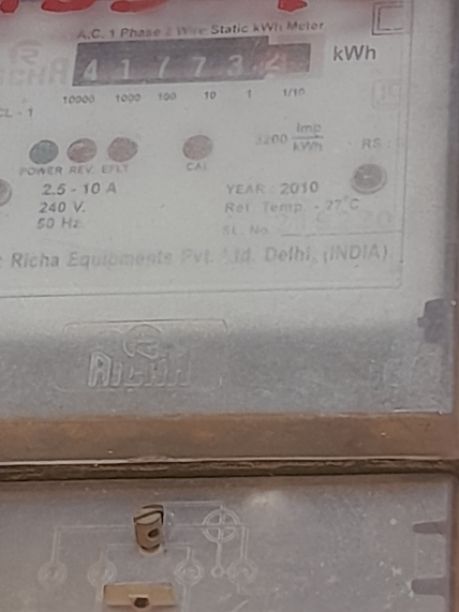 A.C. 1 Phase 2 Wire Static kWh Meter
RICHA
4 1 7 7 3 2 kWh
10000 1000 100 10 1 1/10
CL - 1
3200 Imp/kWh
POWER REV. EFLT CAL
2.5 - 10 A
240 V.
50 Hz.
YEAR : 2010
Ref. Temp. - 27°C
SL. No.
Richa Equipments Pvt. Ltd. Delhi, (INDIA)
RICHA